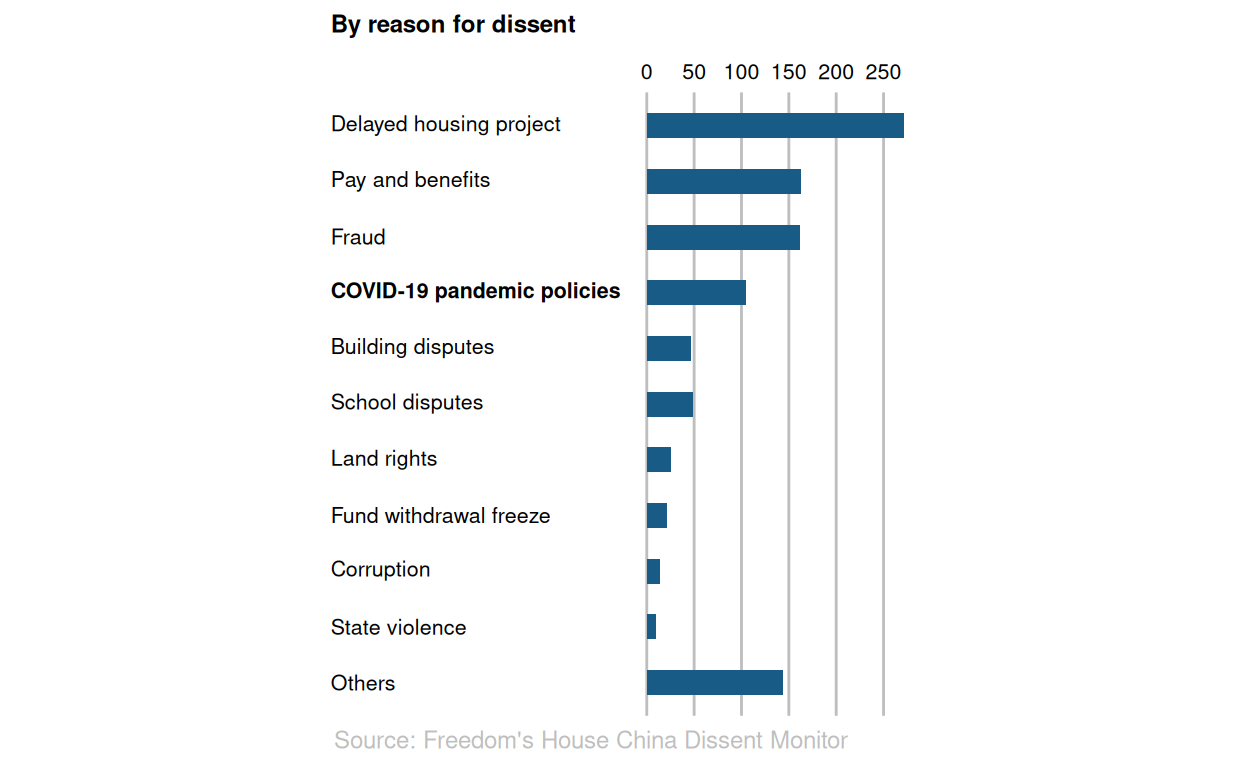 By reason for dissent
0 50 100 150 200 250
Delayed housing project
Pay and benefits
Fraud
COVID-19 pandemic policies
Building disputes
School disputes
Land rights
Fund withdrawal freeze
Corruption
State violence
Others
Source: Freedom's House China Dissent Monitor